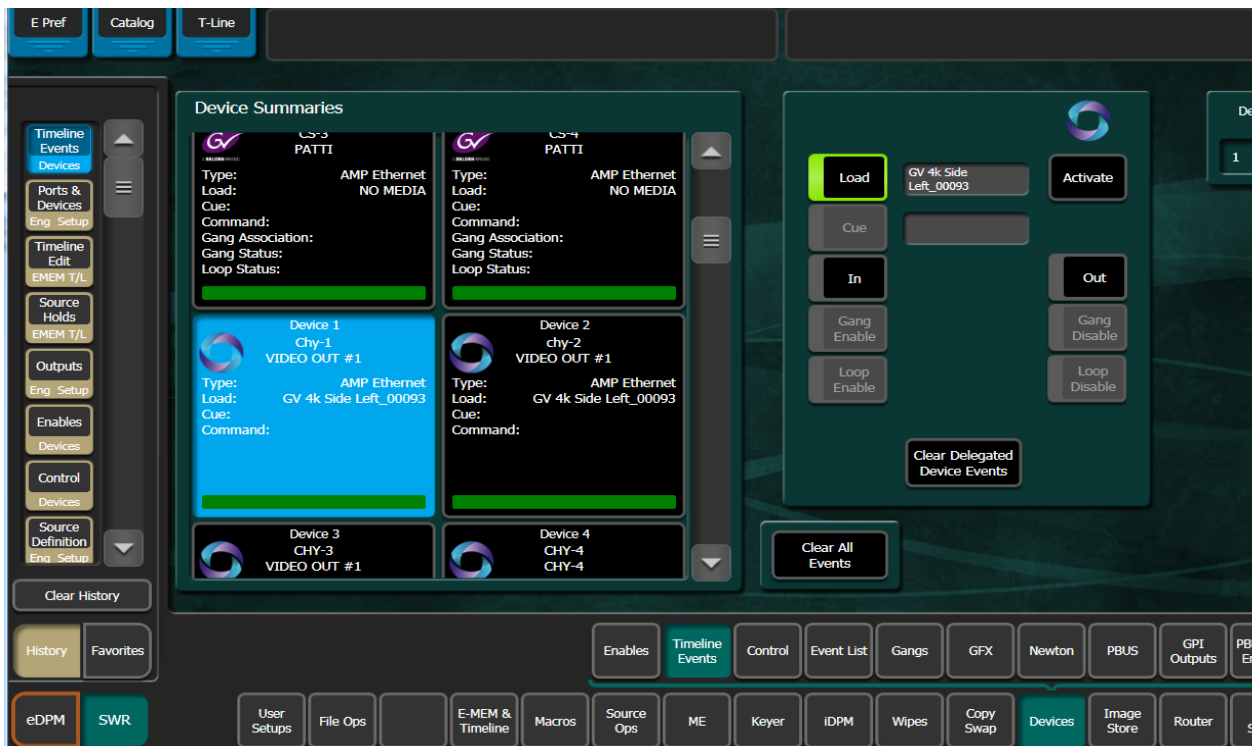 E Pref
Catalog
T-Line
Timeline
Events
Devices
Ports &
Devices
Eng Setup
Timeline
Edit
EMEM T/L
Source
Holds
EMEM T/L
Outputs
Eng Setup
Enables
Devices
Control
Devices
Source
Definition
Eng Setup
Clear History
History
Favorites
eDPM
SWR
Device Summaries
GV
CS-3
PATTI
A BELDEN BRAND
Type: AMP Ethernet
Load: NO MEDIA
Cue:
Command:
Gang Association:
Gang Status:
Loop Status:
GV
CS-4
PATTI
A BELDEN BRAND
Type: AMP Ethernet
Load: NO MEDIA
Cue:
Command:
Gang Association:
Gang Status:
Loop Status:
Device 1
Chy-1
VIDEO OUT #1
Type: AMP Ethernet
Load: GV 4k Side Left_00093
Cue:
Command:
Device 2
chy-2
VIDEO OUT #1
Type: AMP Ethernet
Load: GV 4k Side Left_00093
Cue:
Command:
Device 3
CHY-3
VIDEO OUT #1
Device 4
CHY-4
CHY-4
Load
GV 4k Side
Left_00093
Activate
Cue
In
Out
Gang
Enable
Gang
Disable
Loop
Enable
Loop
Disable
Clear Delegated
Device Events
Clear All
Events
1
Enables
Timeline
Events
Control
Event List
Gangs
GFX
Newton
PBUS
GPI
Outputs
User
Setups
File Ops
E-MEM &
Timeline
Macros
Source
Ops
ME
Keyer
iDPM
Wipes
Copy
Swap
Devices
Image
Store
Router